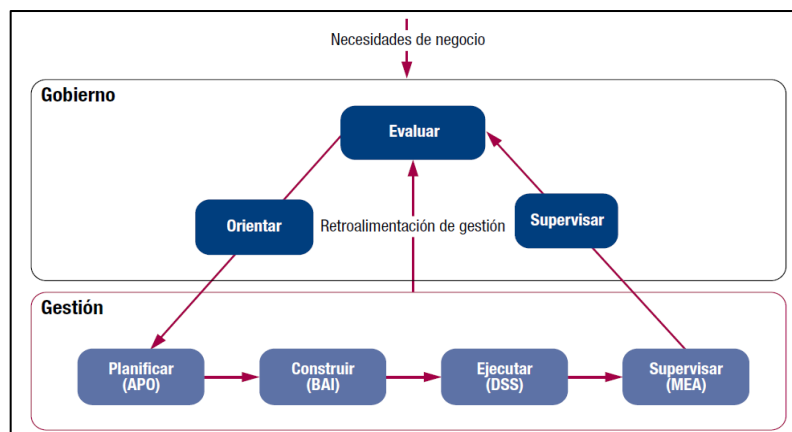 Necesidades de negocio
Gobierno
Evaluar
Orientar
Retroalimentación de gestión
Supervisar
Gestión
Planificar
(APO)
Construir
(BAI)
Ejecutar
(DSS)
Supervisar
(MEA)